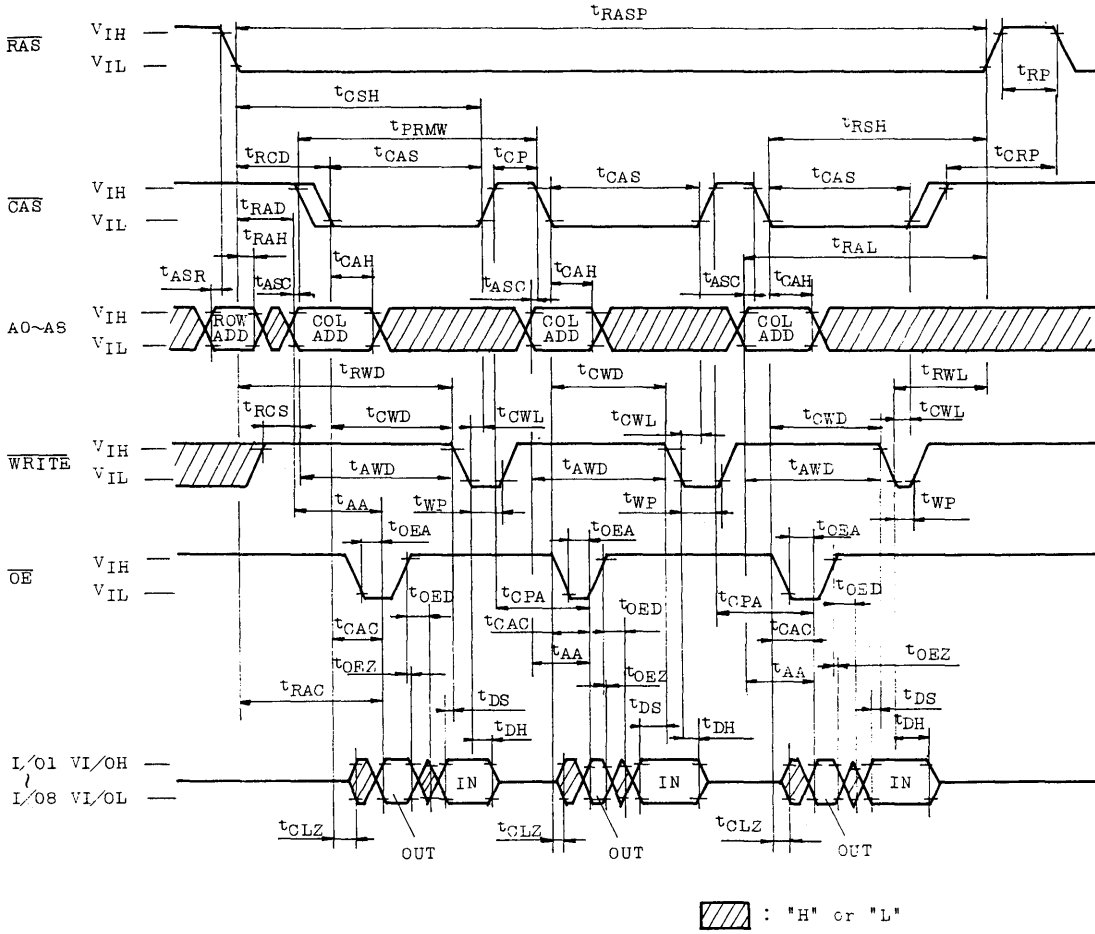 tRASP
RAS VIH
VIL
tRP
tCSH
tPRMW
tRSH
tRCD tCAS tCP tCRP
CAS VIH tCAS tCAS
VIL
tRAD
tRAH tRAL
tASR tASC tCAH tASC tCAH tASC tCAH
A0~A8 VIH ROW ADD COL ADD COL ADD COL ADD
VIL
tRWD tCWD tRWL
tRCS tCWD tCWL tCWL tCWD tCWL
WRITE VIH
VIL
tAWD tAWD tAWD
tAA tWP tWP tWP
tOEA tOEA tOEA
OE VIH
VIL
tOED tCPA tOED tCPA tOED
tCAC tCAC tCAC
tOEZ tAA tOEZ tAA tOEZ
tRAC tDS tDS tDS
tDH tDH tDH
I/O1 VI/OH
~ IN IN IN
I/O8 VI/OL
tCLZ OUT tCLZ OUT tCLZ OUT
: "H" or "L"